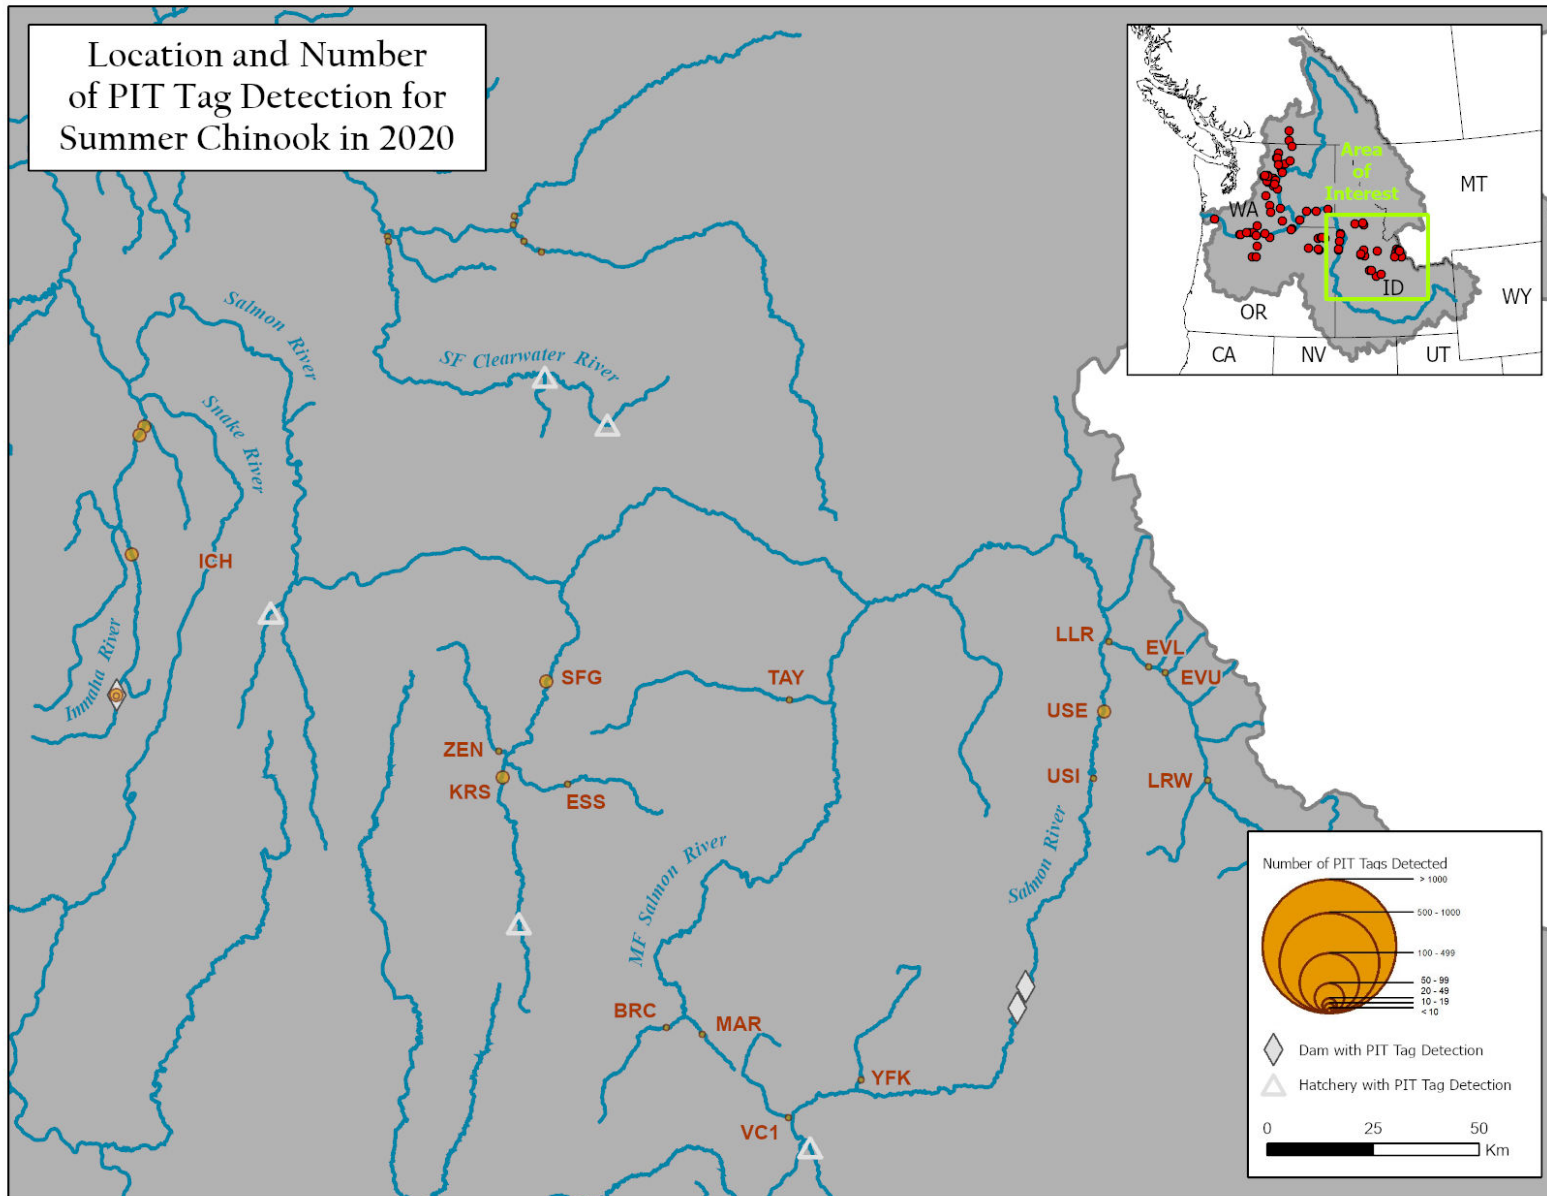 Location and Number
of PIT Tag Detection for
Summer Chinook in 2020
Area
of
Interest
WA
MT
ID
OR
WY
CA
NV
UT
Salmon River
SF Clearwater River
Snake River
ICH
Imnaha River
LLR
EVL
EVU
SFG
TAY
USE
ZEN
KRS
ESS
USI
LRW
MF Salmon River
Salmon River
BRC
MAR
YFK
VC1
Number of PIT Tags Detected
> 1000
500 - 1000
100 - 499
50 - 99
20 - 49
10 - 19
< 10
Dam with PIT Tag Detection
Hatchery with PIT Tag Detection
0 25 50
Km